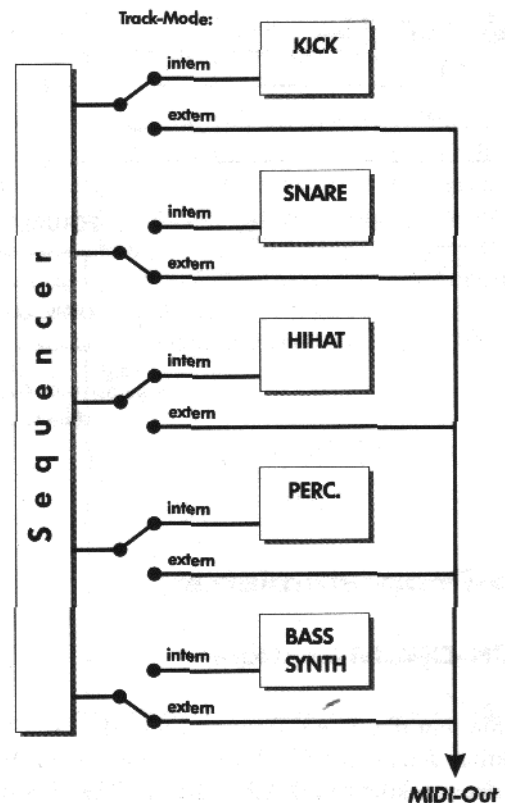 Track-Mode:
intern
KICK
extern
intern
SNARE
extern
Sequencer
intern
HIHAT
extern
intern
PERC.
extern
intern
BASS
SYNTH
extern
MIDI-Out